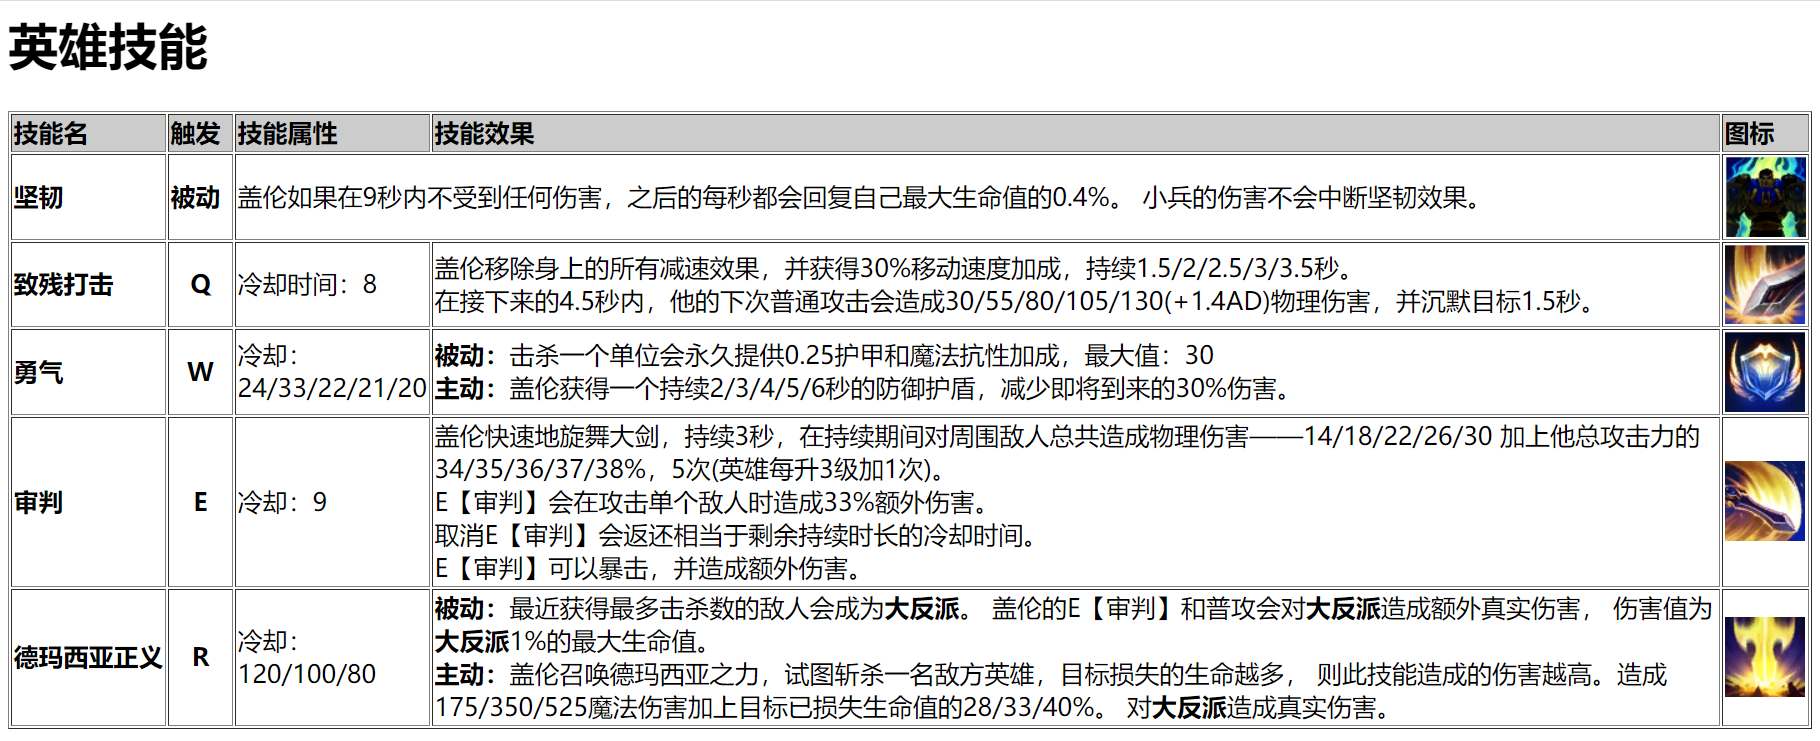 英雄技能
技能名 触发 技能属性 技能效果 图标
坚韧 被动 盖伦如果在9秒内不受到任何伤害，之后的每秒都会回复自己最大生命值的0.4%。 小兵的伤害不会中断坚韧效果。
致残打击 Q 冷却时间：8
盖伦移除身上的所有减速效果，并获得30%移动速度加成，持续1.5/2/2.5/3/3.5秒。
在接下来的4.5秒内，他的下次普通攻击会造成30/55/80/105/130(+1.4AD)物理伤害，并沉默目标1.5秒。
勇气 W
冷却：
24/33/22/21/20
被动：击杀一个单位会永久提供0.25护甲和魔法抗性加成，最大值：30
主动：盖伦获得一个持续2/3/4/5/6秒的防御护盾，减少即将到来的30%伤害。
审判 E 冷却：9
盖伦快速地旋舞大剑，持续3秒，在持续期间对周围敌人总共造成物理伤害——14/18/22/26/30 加上他总攻击力的
34/35/36/37/38%，5次(英雄每升3级加1次)。
E【审判】会在攻击单个敌人时造成33%额外伤害。
取消E【审判】会返还相当于剩余持续时长的冷却时间。
E【审判】可以暴击，并造成额外伤害。
德玛西亚正义 R
冷却：
120/100/80
被动：最近获得最多击杀数的敌人会成为大反派。 盖伦的E【审判】和普攻会对大反派造成额外真实伤害， 伤害值为
大反派1%的最大生命值。
主动：盖伦召唤德玛西亚之力，试图斩杀一名敌方英雄，目标损失的生命越多， 则此技能造成的伤害越高。造成
175/350/525魔法伤害加上目标已损失生命值的28/33/40%。 对大反派造成真实伤害。